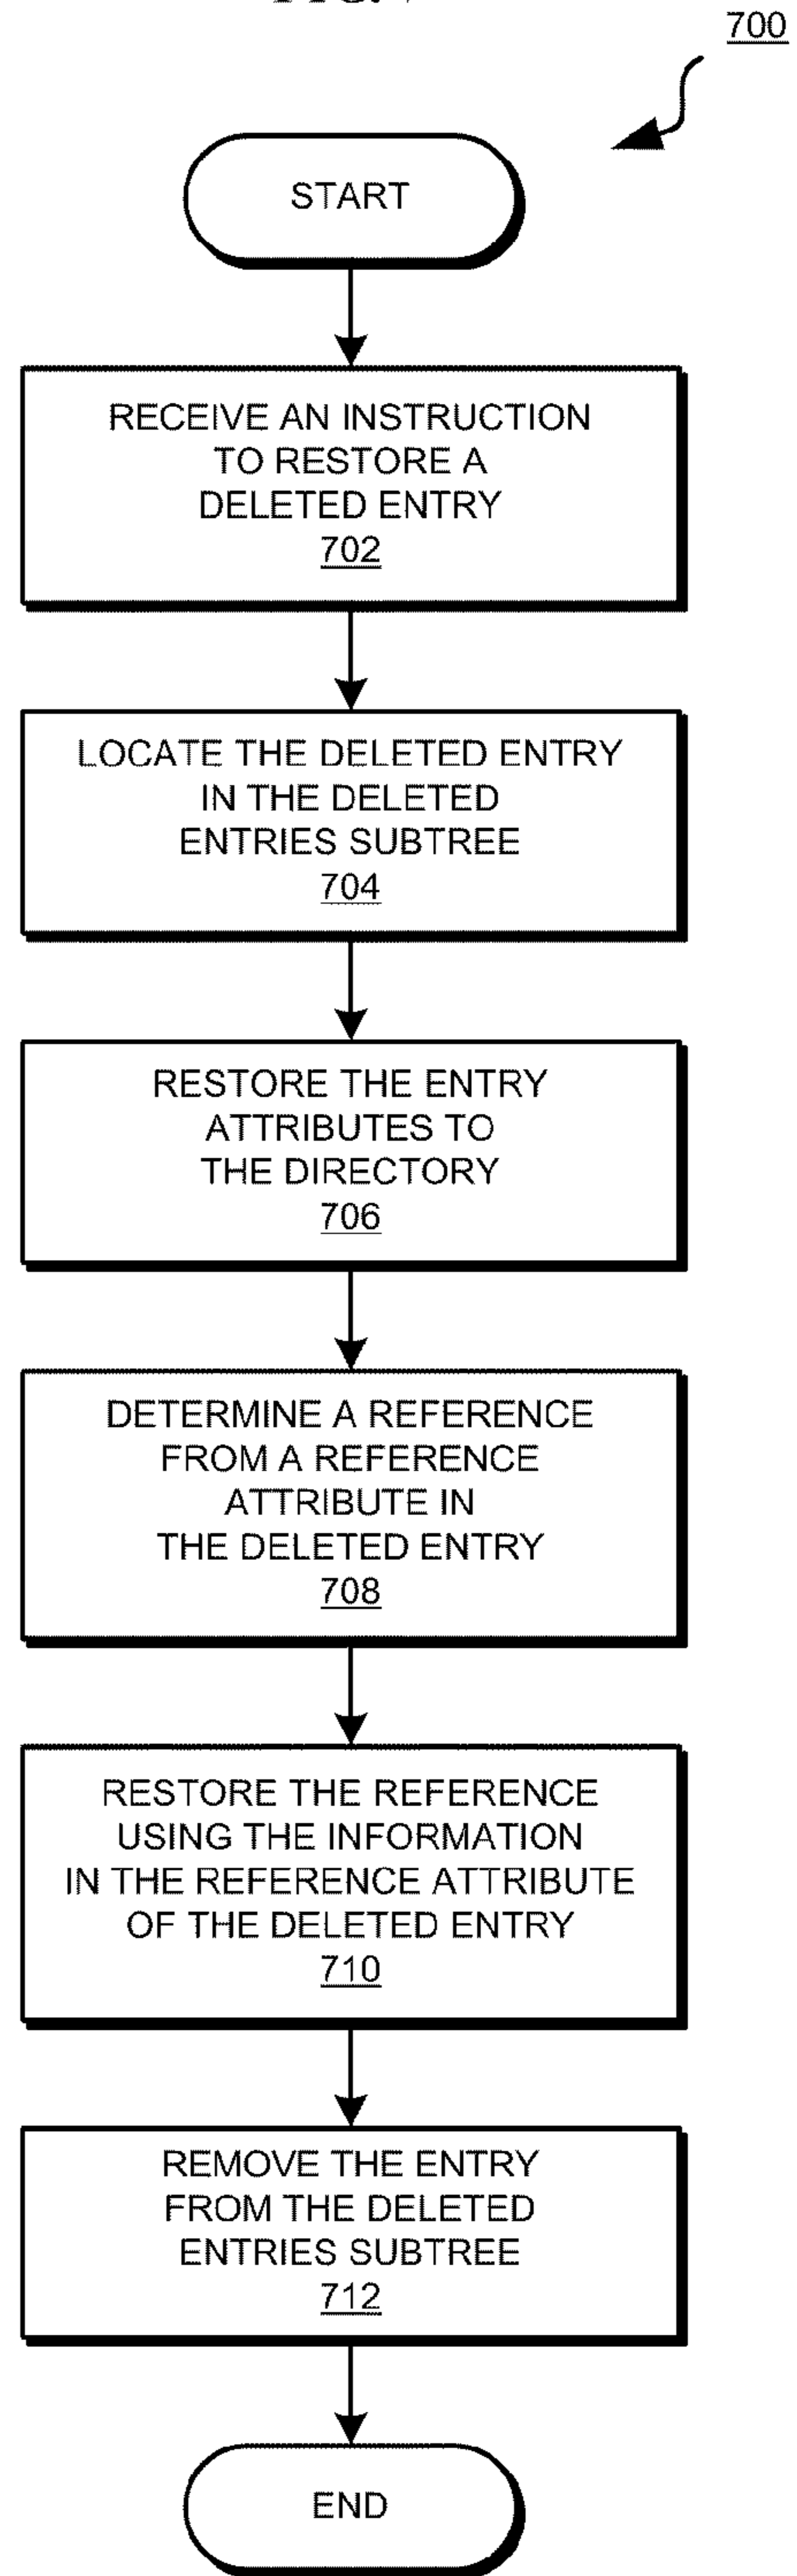 700
START
RECEIVE AN INSTRUCTION
TO RESTORE A
DELETED ENTRY
702
LOCATE THE DELETED ENTRY
IN THE DELETED
ENTRIES SUBTREE
704
RESTORE THE ENTRY
ATTRIBUTES TO
THE DIRECTORY
706
DETERMINE A REFERENCE
FROM A REFERENCE
ATTRIBUTE IN
THE DELETED ENTRY
708
RESTORE THE REFERENCE
USING THE INFORMATION
IN THE REFERENCE ATTRIBUTE
OF THE DELETED ENTRY
710
REMOVE THE ENTRY
FROM THE DELETED
ENTRIES SUBTREE
712
END